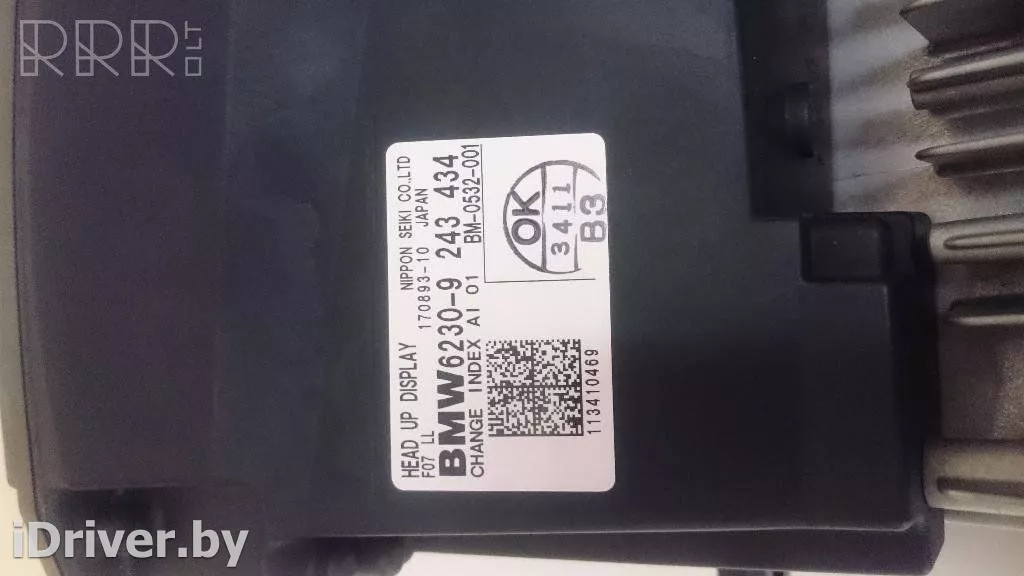 RRR.LT
HEAD UP DISPLAY NIPPON SEIKI CO.,LTD
F07 LL 170893-10 JAPAN
BMW6230-9 243 434
CHANGE INDEX AI 01 BM-0532-001
OK
3411
B3
113410469
iDriver.by